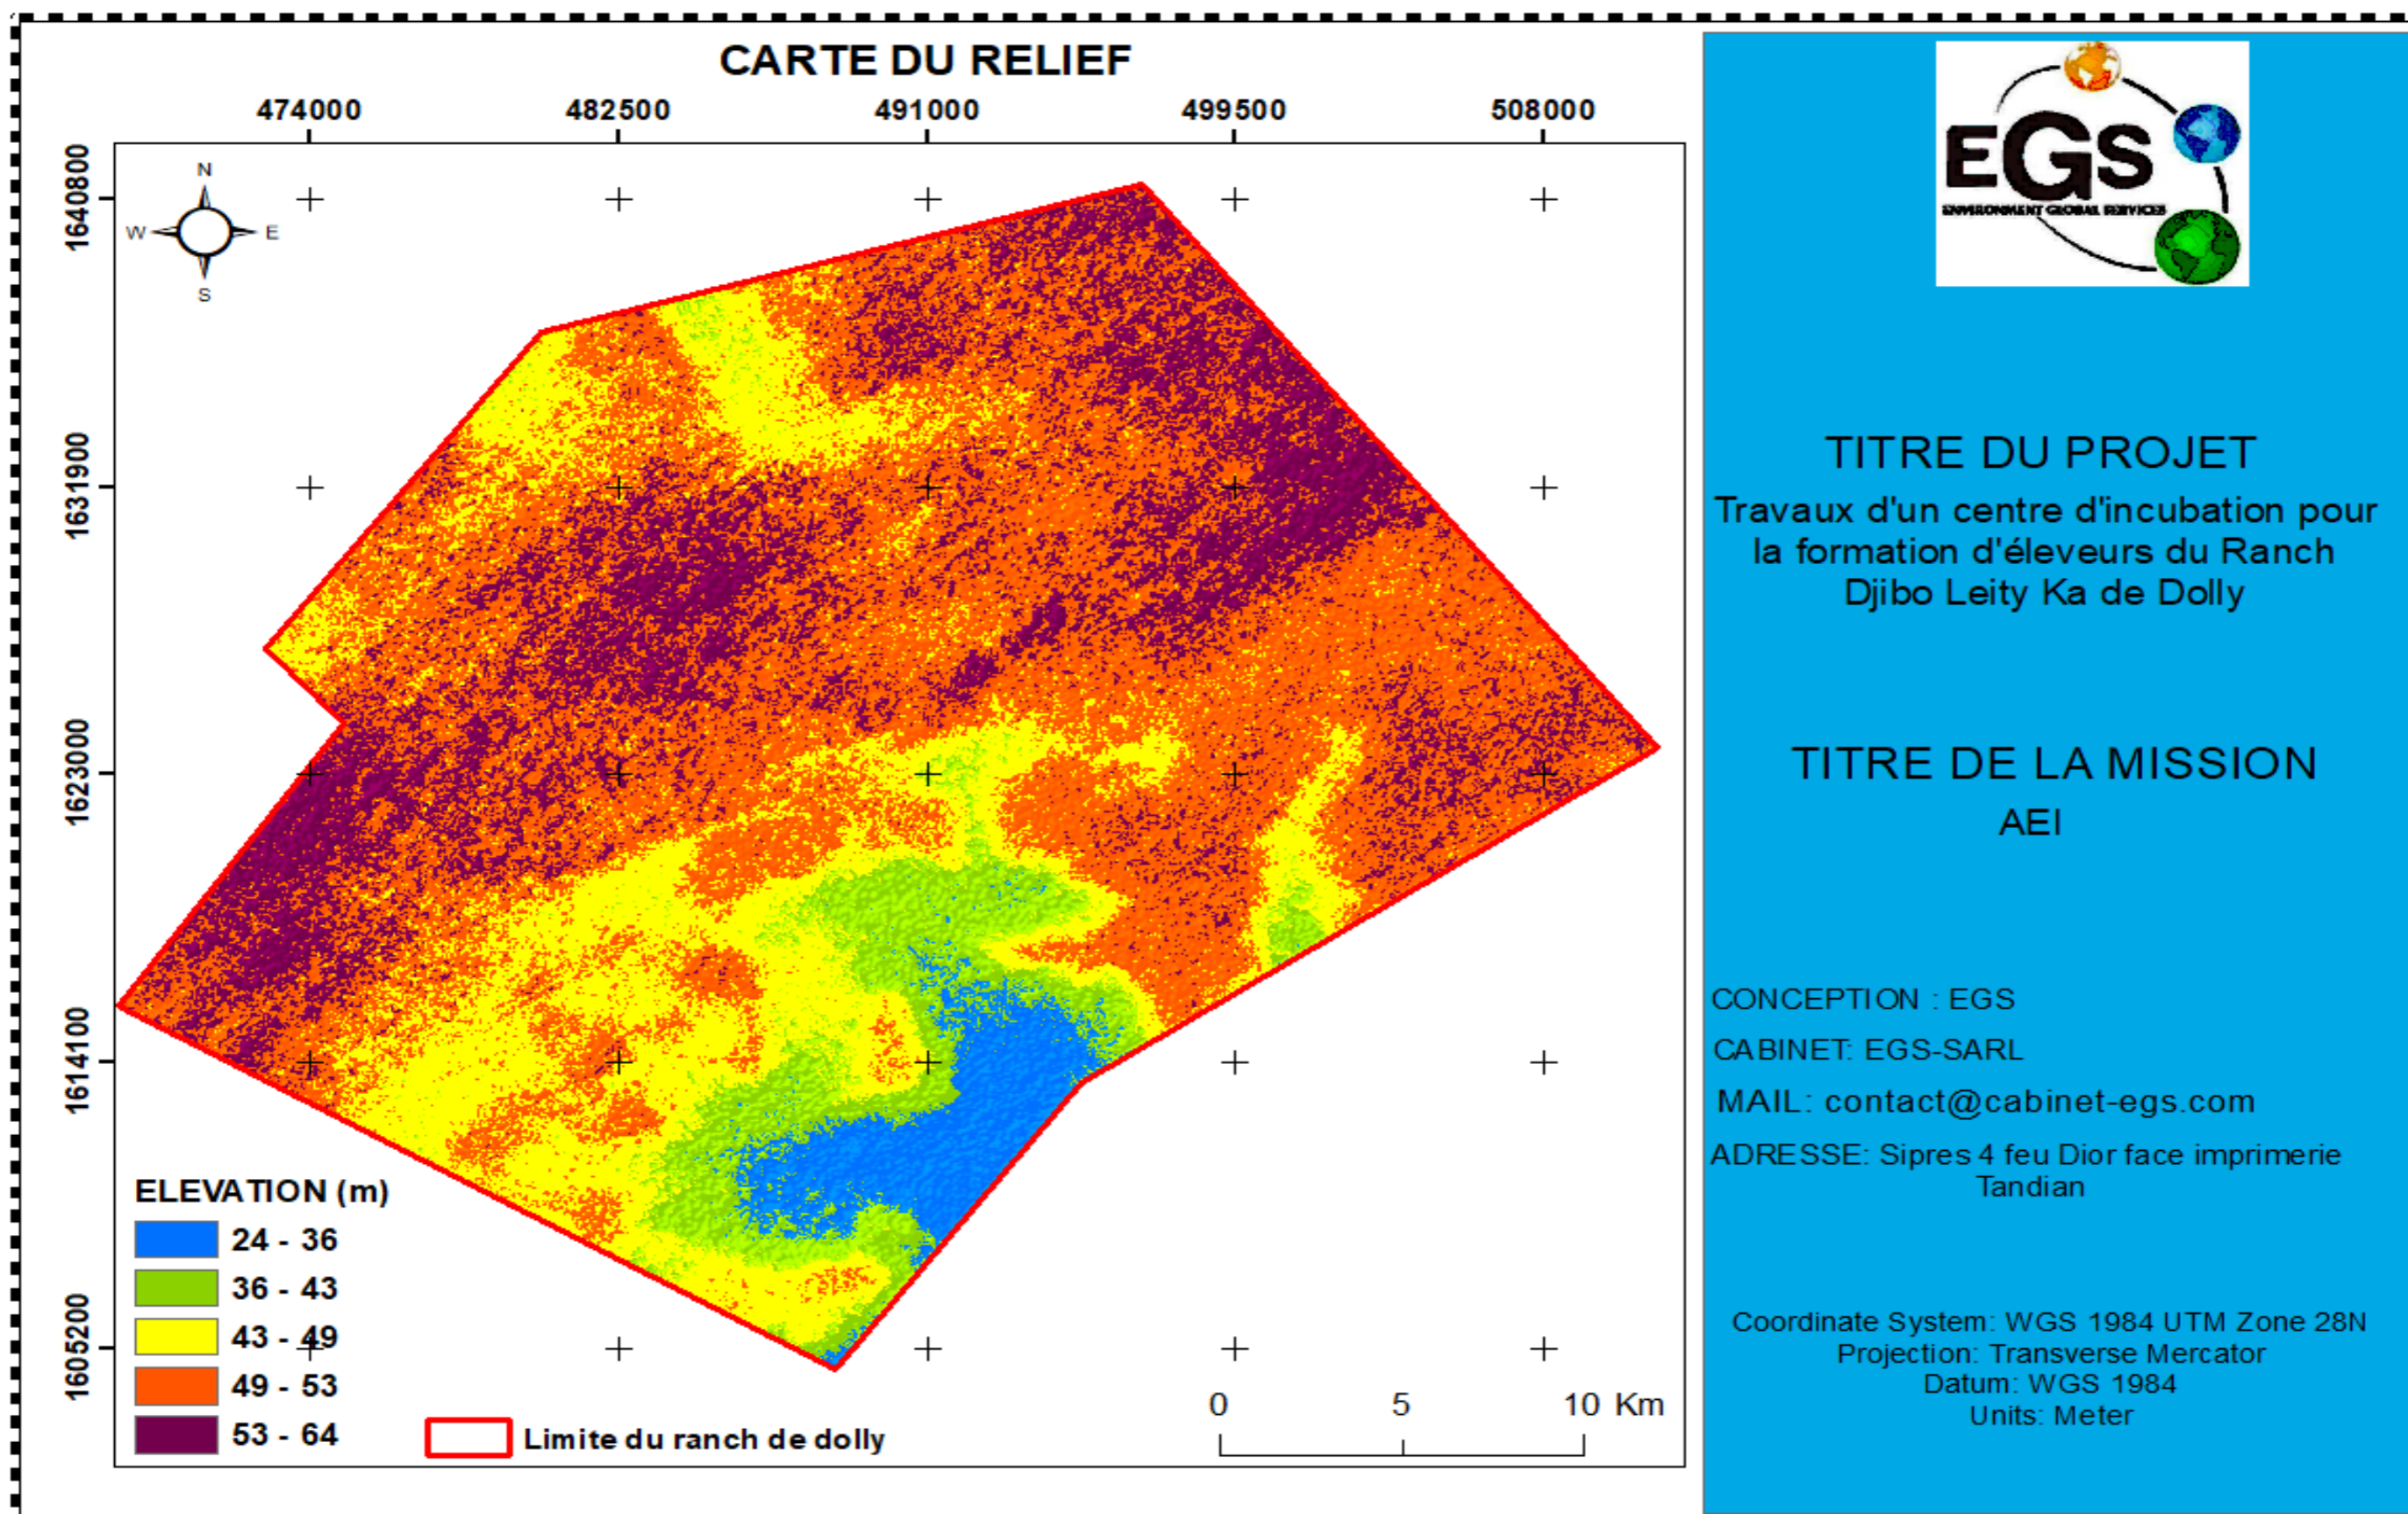 CARTE DU RELIEF
474000 482500 491000 499500 508000
1640800
1631900
1623000
1614100
1605200
N
W E
S
ELEVATION (m)
24 - 36
36 - 43
43 - 49
49 - 53
53 - 64
Limite du ranch de dolly
0 5 10 Km
EGS
ENVIRONMENT GLOBAL SERVICES
TITRE DU PROJET
Travaux d'un centre d'incubation pour
la formation d'éleveurs du Ranch
Djibo Leity Ka de Dolly
TITRE DE LA MISSION
AEI
CONCEPTION : EGS
CABINET: EGS-SARL
MAIL: contact@cabinet-egs.com
ADRESSE: Sipres 4 feu Dior face imprimerie
Tandian
Coordinate System: WGS 1984 UTM Zone 28N
Projection: Transverse Mercator
Datum: WGS 1984
Units: Meter